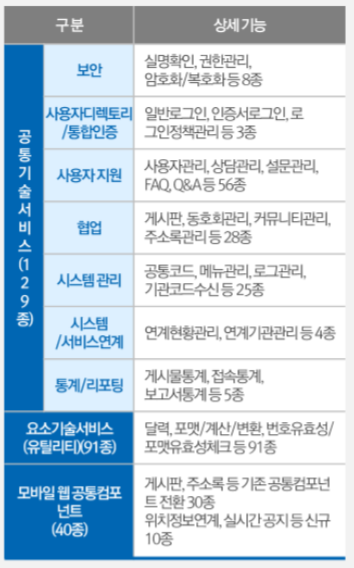 구분 상세 기능
공통기술서비스(129종)
보안
실명확인, 권한관리,
암호화/복호화 등 8종
사용자디렉토리
/통합인증
일반로그인, 인증서로그인, 로
그인정책관리 등 3종
사용자 지원
사용자관리, 상담관리, 설문관리,
FAQ, Q&A 등 56종
협업
게시판, 동호회관리, 커뮤니티관리,
주소록관리 등 28종
시스템 관리
공통코드, 메뉴관리, 로그관리,
기관코드수신 등 25종
시스템
/서비스연계
연계현황관리, 연계기관관리 등 4종
통계/리포팅
게시물통계, 접속통계,
보고서통계 등 5종
요소기술서비스
(유틸리티)(91종)
달력, 포맷/계산/변환, 번호유효성/
포맷유효성체크 등 91종
모바일 웹 공통컴포
넌트
(40종)
게시판, 주소록 등 기존 공통컴포넌
트 전환 30종
위치정보연계, 실시간 공지 등 신규
10종